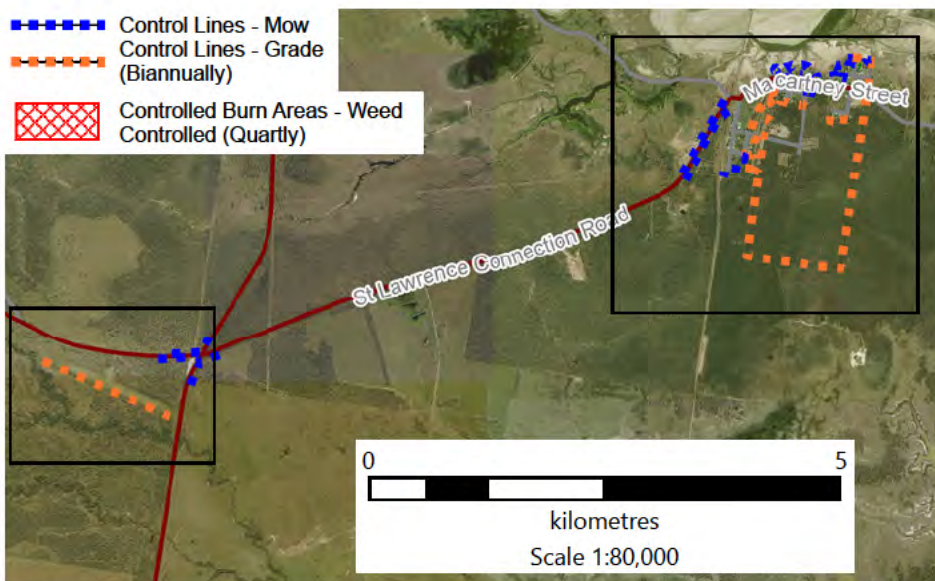 Control Lines - Mow
Control Lines - Grade
(Biannually)
Controlled Burn Areas - Weed
Controlled (Quartly)
Macartney Street
St Lawrence Connection Road
0 5
kilometres
Scale 1:80,000